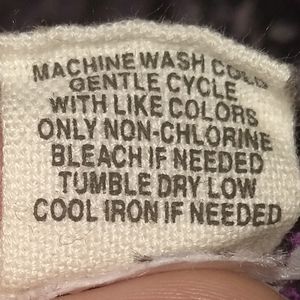 MACHINE WASH COLD
GENTLE CYCLE
WITH LIKE COLORS
ONLY NON-CHLORINE
BLEACH IF NEEDED
TUMBLE DRY LOW
COOL IRON IF NEEDED